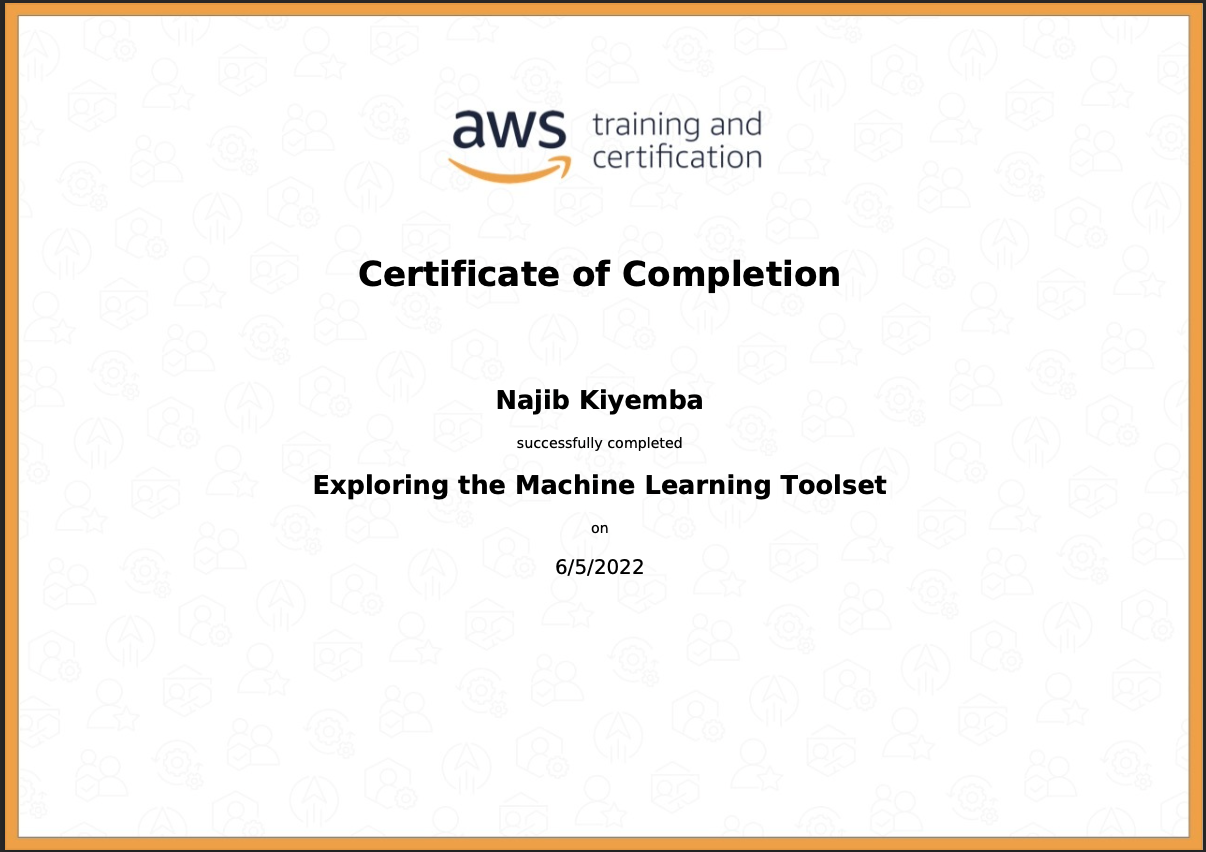 aws training and
certification
Certificate of Completion
Najib Kiyemba
successfully completed
Exploring the Machine Learning Toolset
on
6/5/2022